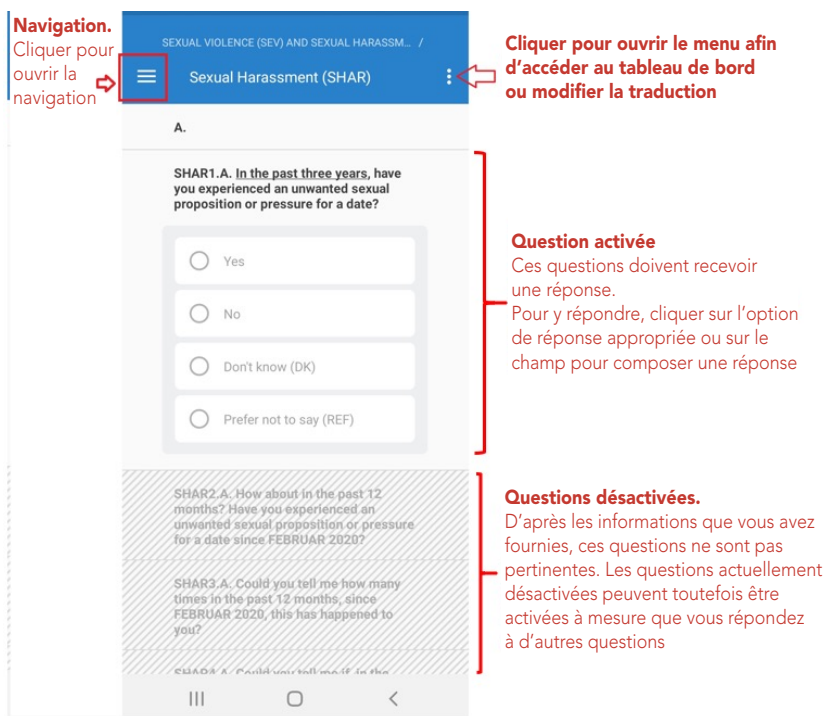 Navigation.
Cliquer pour
ouvrir la
navigation
SEXUAL VIOLENCE (SEV) AND SEXUAL HARASSM... /
Sexual Harassment (SHAR)
Cliquer pour ouvrir le menu afin
d’accéder au tableau de bord
ou modifier la traduction
A.
SHAR1.A. In the past three years, have
you experienced an unwanted sexual
proposition or pressure for a date?
Yes
No
Don't know (DK)
Prefer not to say (REF)
Question activée
Ces questions doivent recevoir
une réponse.
Pour y répondre, cliquer sur l’option
de réponse appropriée ou sur le
champ pour composer une réponse
SHAR2.A. How about in the past 12
months? Have you experienced an
unwanted sexual proposition or pressure
for a date since FEBRUAR 2020?
SHAR3.A. Could you tell me how many
times in the past 12 months, since
FEBRUAR 2020, this has happened to
you?
SHAR4.A. Could you tell me if, in the
Questions désactivées.
D’après les informations que vous avez
fournies, ces questions ne sont pas
pertinentes. Les questions actuellement
désactivées peuvent toutefois être
activées à mesure que vous répondez
à d’autres questions